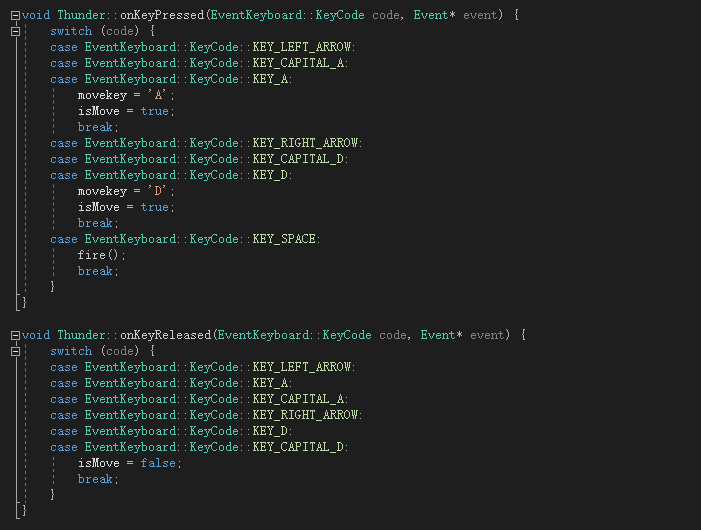 void Thunder::onKeyPressed(EventKeyboard::KeyCode code, Event* event) {
    switch (code) {
    case EventKeyboard::KeyCode::KEY_LEFT_ARROW:
    case EventKeyboard::KeyCode::KEY_CAPITAL_A:
    case EventKeyboard::KeyCode::KEY_A:
        movekey = 'A';
        isMove = true;
        break;
    case EventKeyboard::KeyCode::KEY_RIGHT_ARROW:
    case EventKeyboard::KeyCode::KEY_CAPITAL_D:
    case EventKeyboard::KeyCode::KEY_D:
        movekey = 'D';
        isMove = true;
        break;
    case EventKeyboard::KeyCode::KEY_SPACE:
        fire();
        break;
    }
}

void Thunder::onKeyReleased(EventKeyboard::KeyCode code, Event* event) {
    switch (code) {
    case EventKeyboard::KeyCode::KEY_LEFT_ARROW:
    case EventKeyboard::KeyCode::KEY_A:
    case EventKeyboard::KeyCode::KEY_CAPITAL_A:
    case EventKeyboard::KeyCode::KEY_RIGHT_ARROW:
    case EventKeyboard::KeyCode::KEY_D:
    case EventKeyboard::KeyCode::KEY_CAPITAL_D:
        isMove = false;
        break;
    }
}